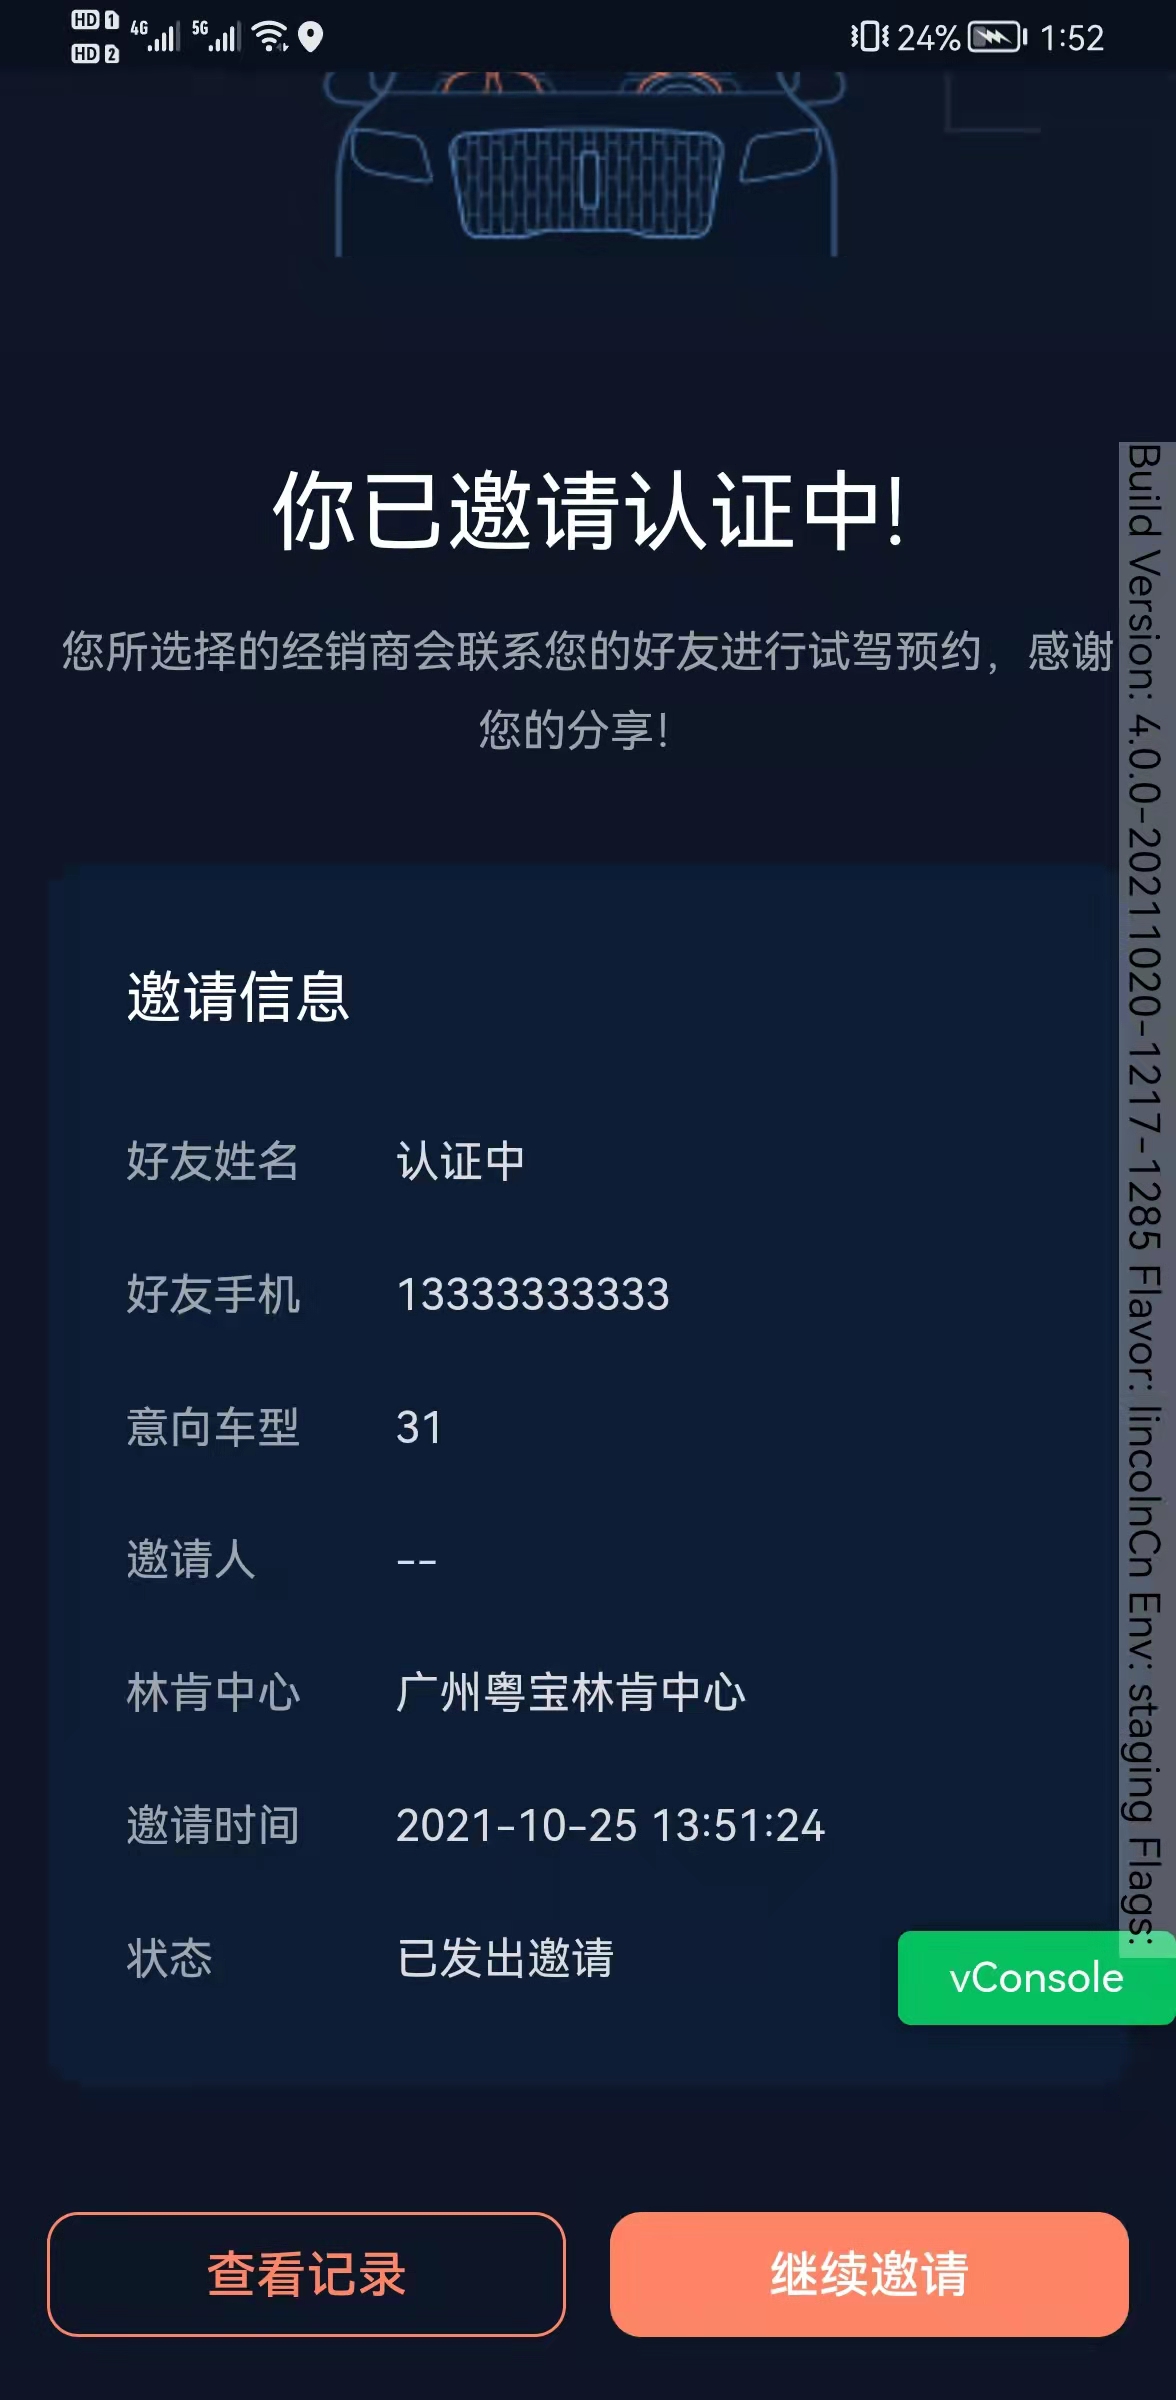 HD 1 4G 5G 24% 1:52
HD 2
你已邀请认证中!
您所选择的经销商会联系您的好友进行试驾预约，感谢
您的分享!
邀请信息
好友姓名 认证中
好友手机 13333333333
意向车型 31
邀请人 --
林肯中心 广州粤宝林肯中心
邀请时间 2021-10-25 13:51:24
状态 已发出邀请
vConsole
查看记录 继续邀请
Build Version: 4.0.0-20211020-1217-1285 Flavor: lincolnCn Env: staging Flags: